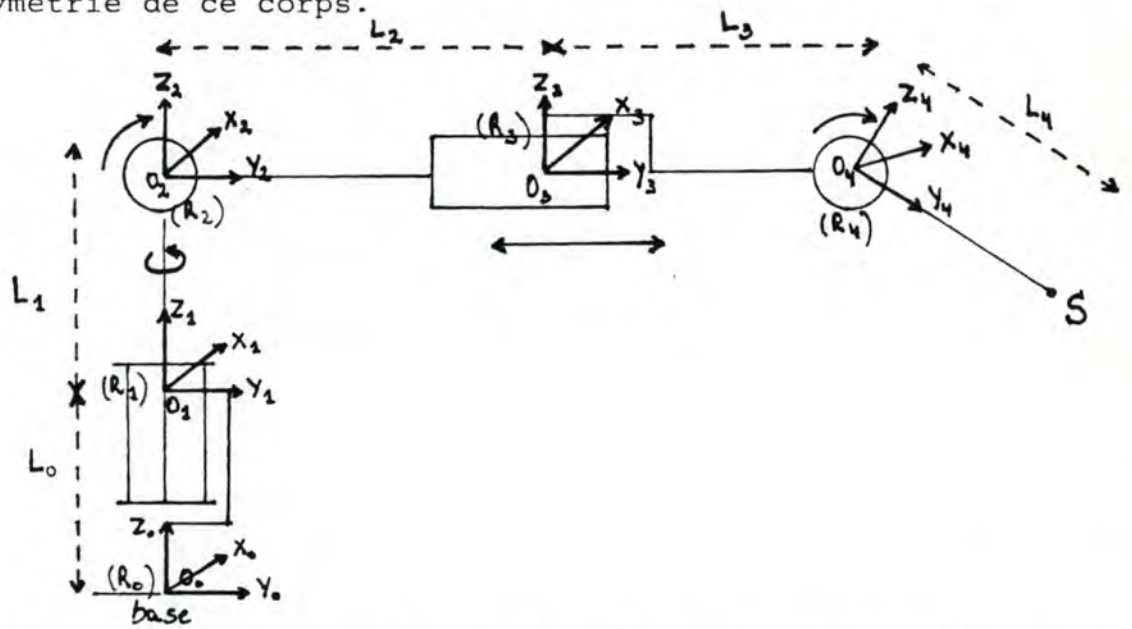 ymétrie de ce corps.
L₂ L₃
Z₂ X₂ Y₂ O₂ (R₂)
Z₃ X₃ Y₃ O₃ (R₃)
Z₄ X₄ Y₄ O₄ (R₄)
L₄
S
L₁
Z₁ X₁ Y₁ O₁ (R₁)
L₀
Z₀ X₀ Y₀ O₀ (R₀)
base